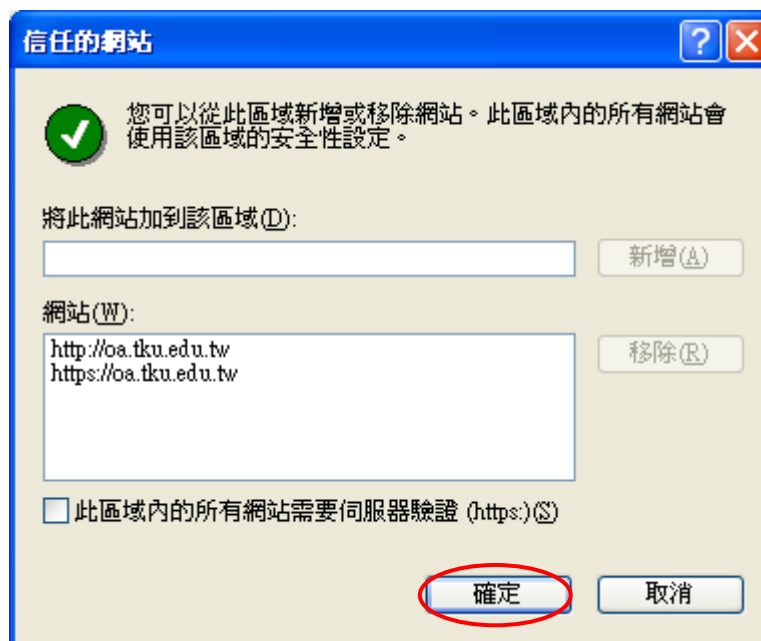 信任的網站
您可以從此區域新增或移除網站。此區域內的所有網站會
使用該區域的安全性設定。
將此網站加到該區域(D):
新增(A)
網站(W):
http://oa.tku.edu.tw
https://oa.tku.edu.tw
移除(R)
此區域內的所有網站需要伺服器驗證 (https:)(S)
確定
取消